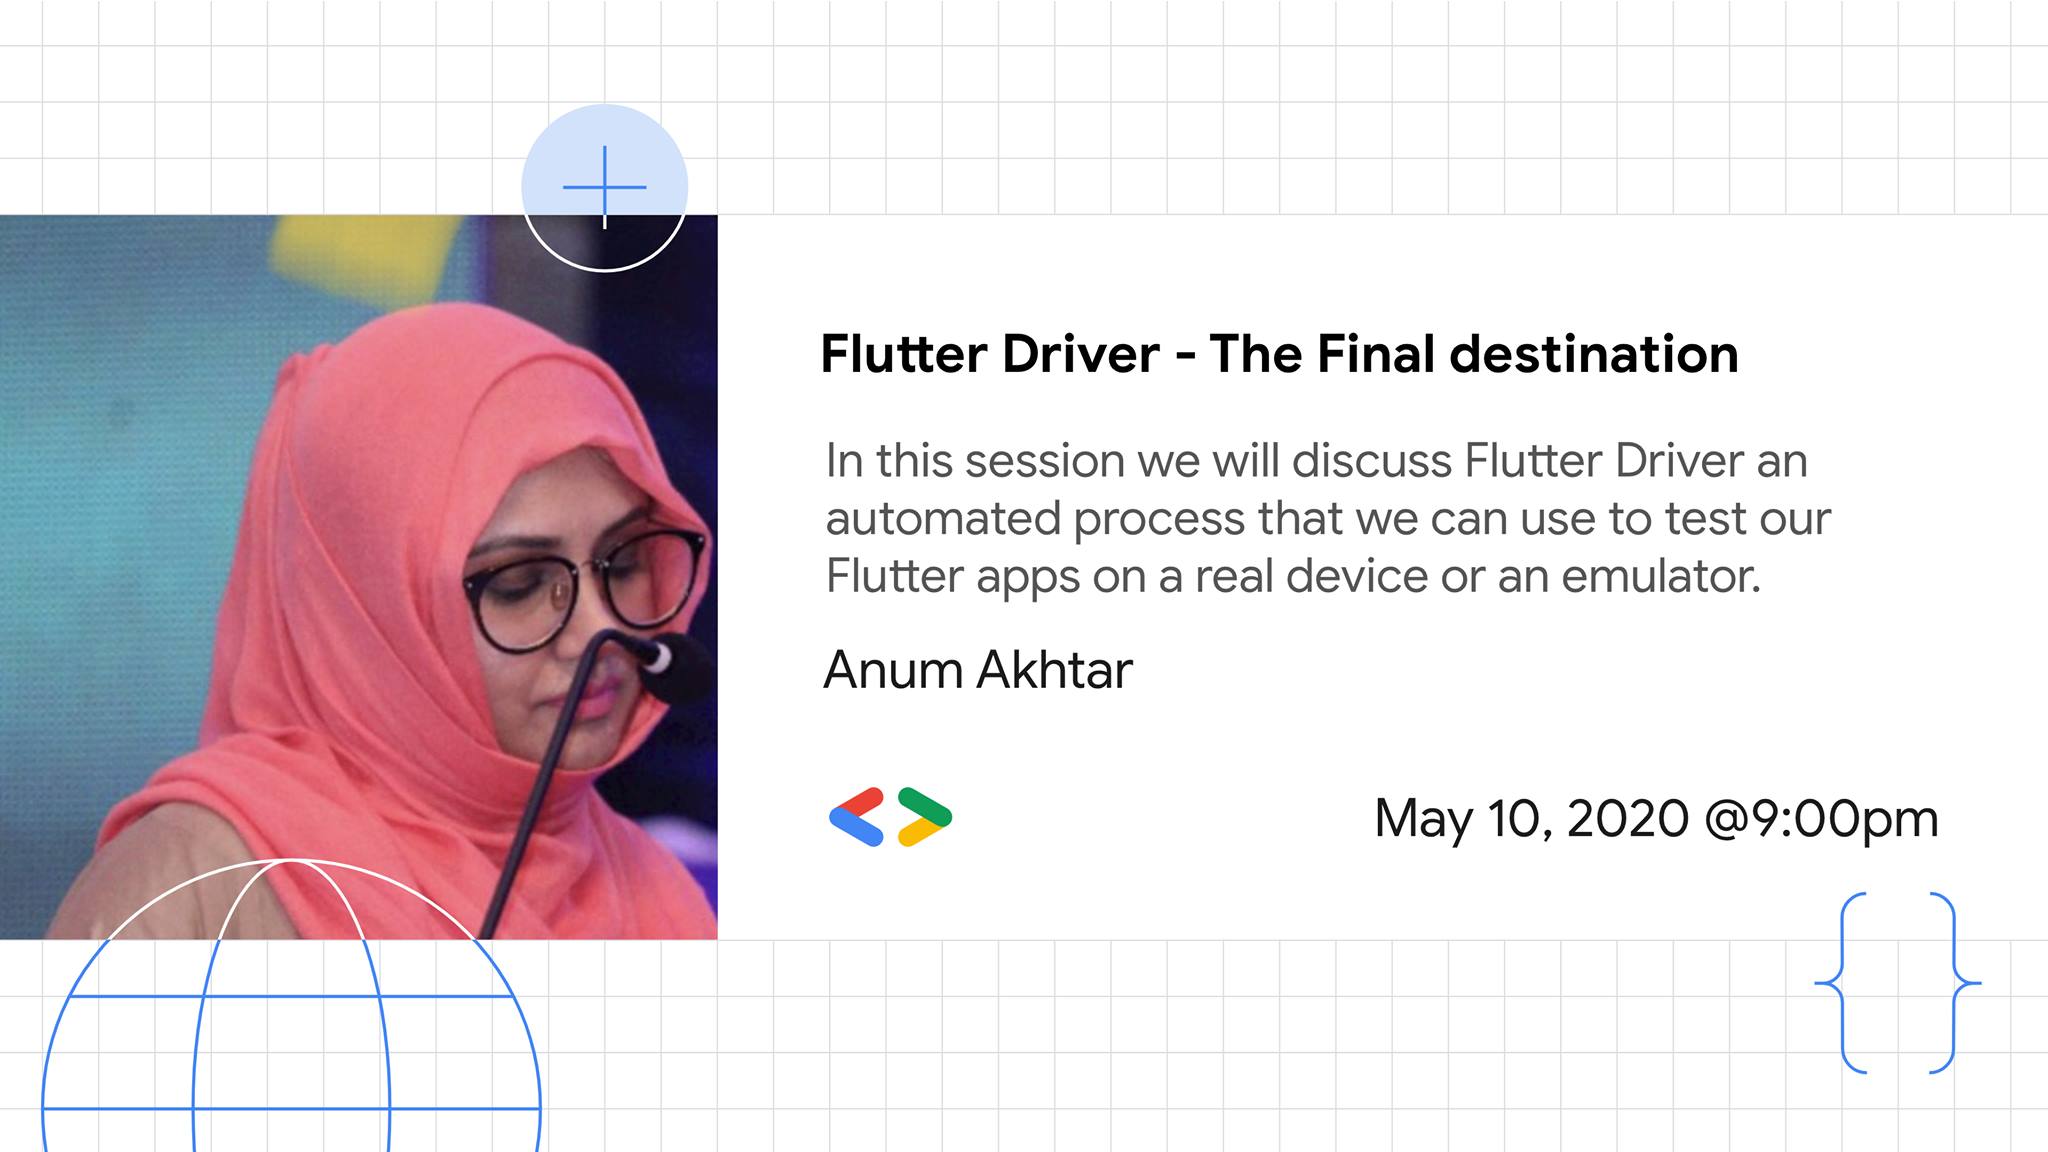 Flutter Driver - The Final destination
In this session we will discuss Flutter Driver an
automated process that we can use to test our
Flutter apps on a real device or an emulator.
Anum Akhtar
May 10, 2020 @9:00pm